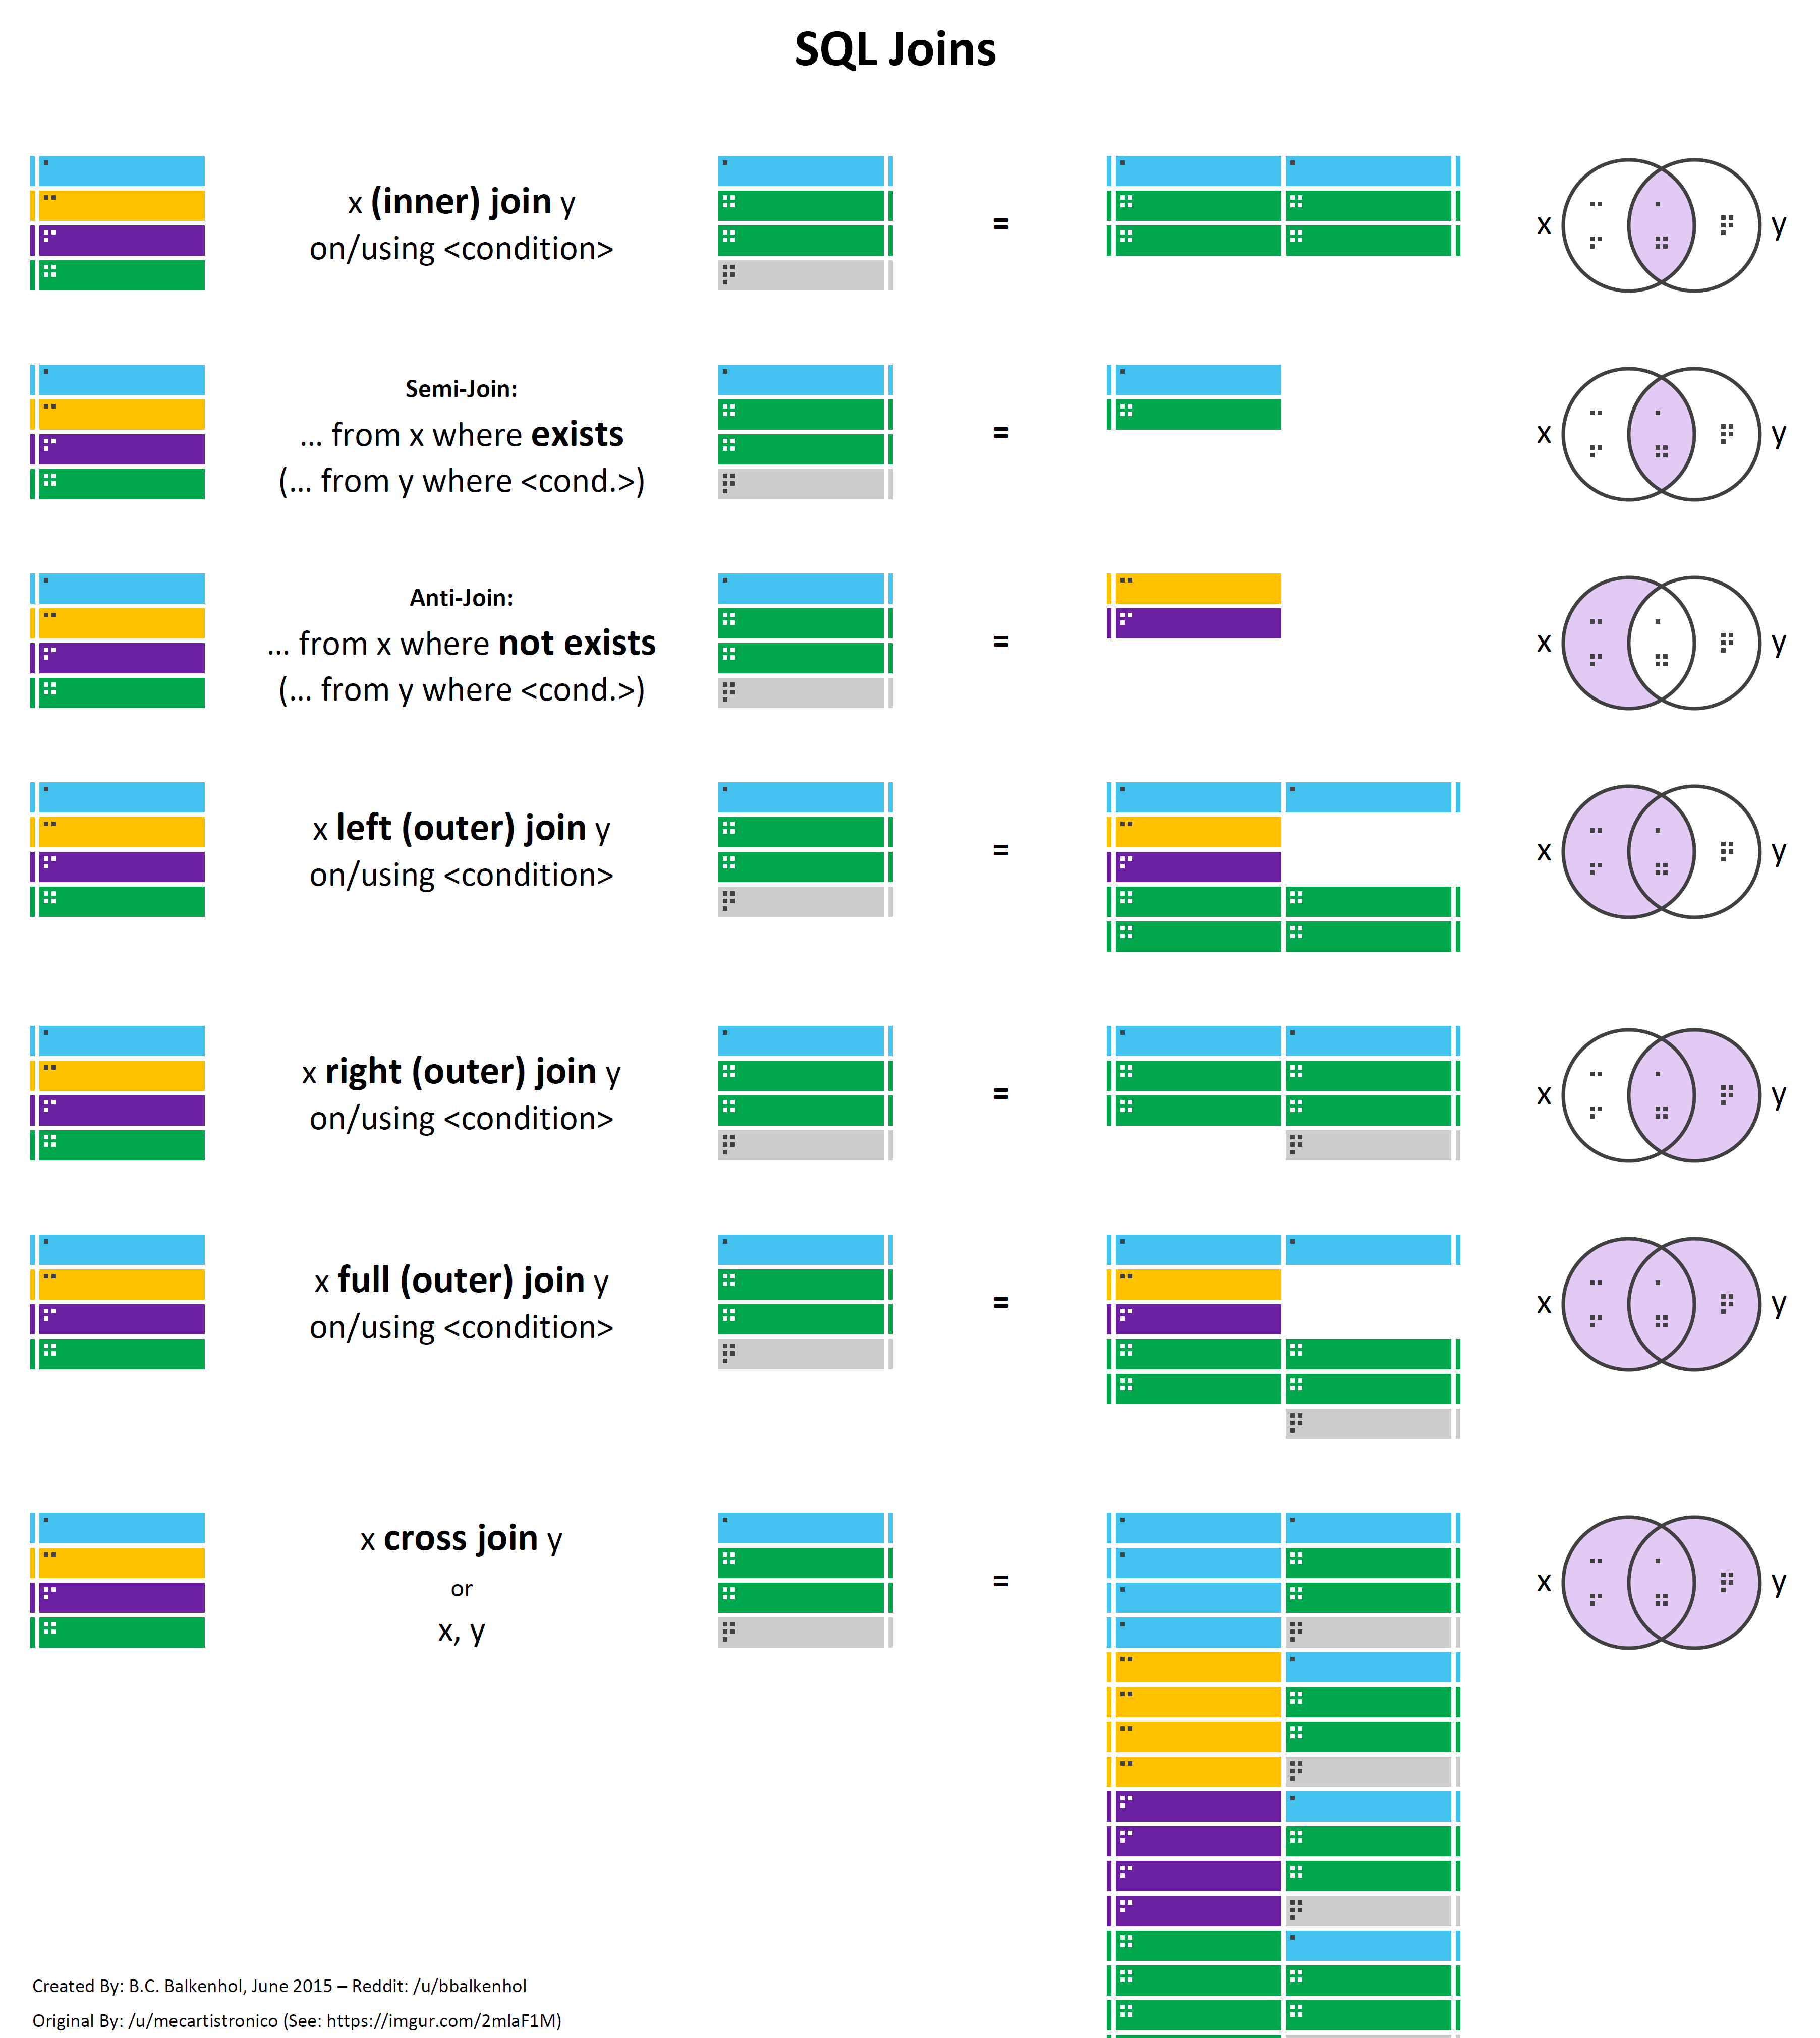 SQL Joins
x (inner) join y
on/using <condition>
=
x
y
Semi-Join:
... from x where exists
(... from y where <cond.>)
=
x
y
Anti-Join:
... from x where not exists
(... from y where <cond.>)
=
x
y
x left (outer) join y
on/using <condition>
=
x
y
x right (outer) join y
on/using <condition>
=
x
y
x full (outer) join y
on/using <condition>
=
x
y
x cross join y
or
x, y
=
x
y
Created By: B.C. Balkenhol, June 2015 – Reddit: /u/bbalkenhol
Original By: /u/mecartistronico (See: https://imgur.com/2mlaF1M)